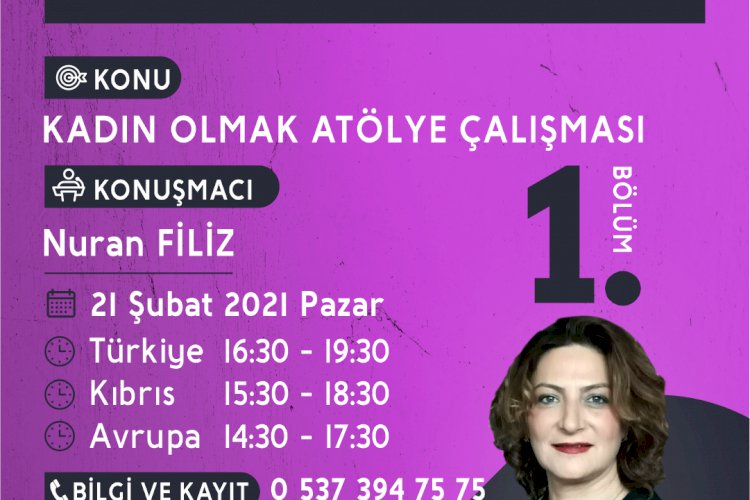 KONU
KADIN OLMAK ATÖLYE ÇALIŞMASI
KONUŞMACI
Nuran FİLİZ
1.
BÖLÜM
21 Şubat 2021 Pazar
Türkiye 16:30 - 19:30
Kıbrıs 15:30 - 18:30
Avrupa 14:30 - 17:30
BİLGİ VE KAYIT 0 537 394 75 75